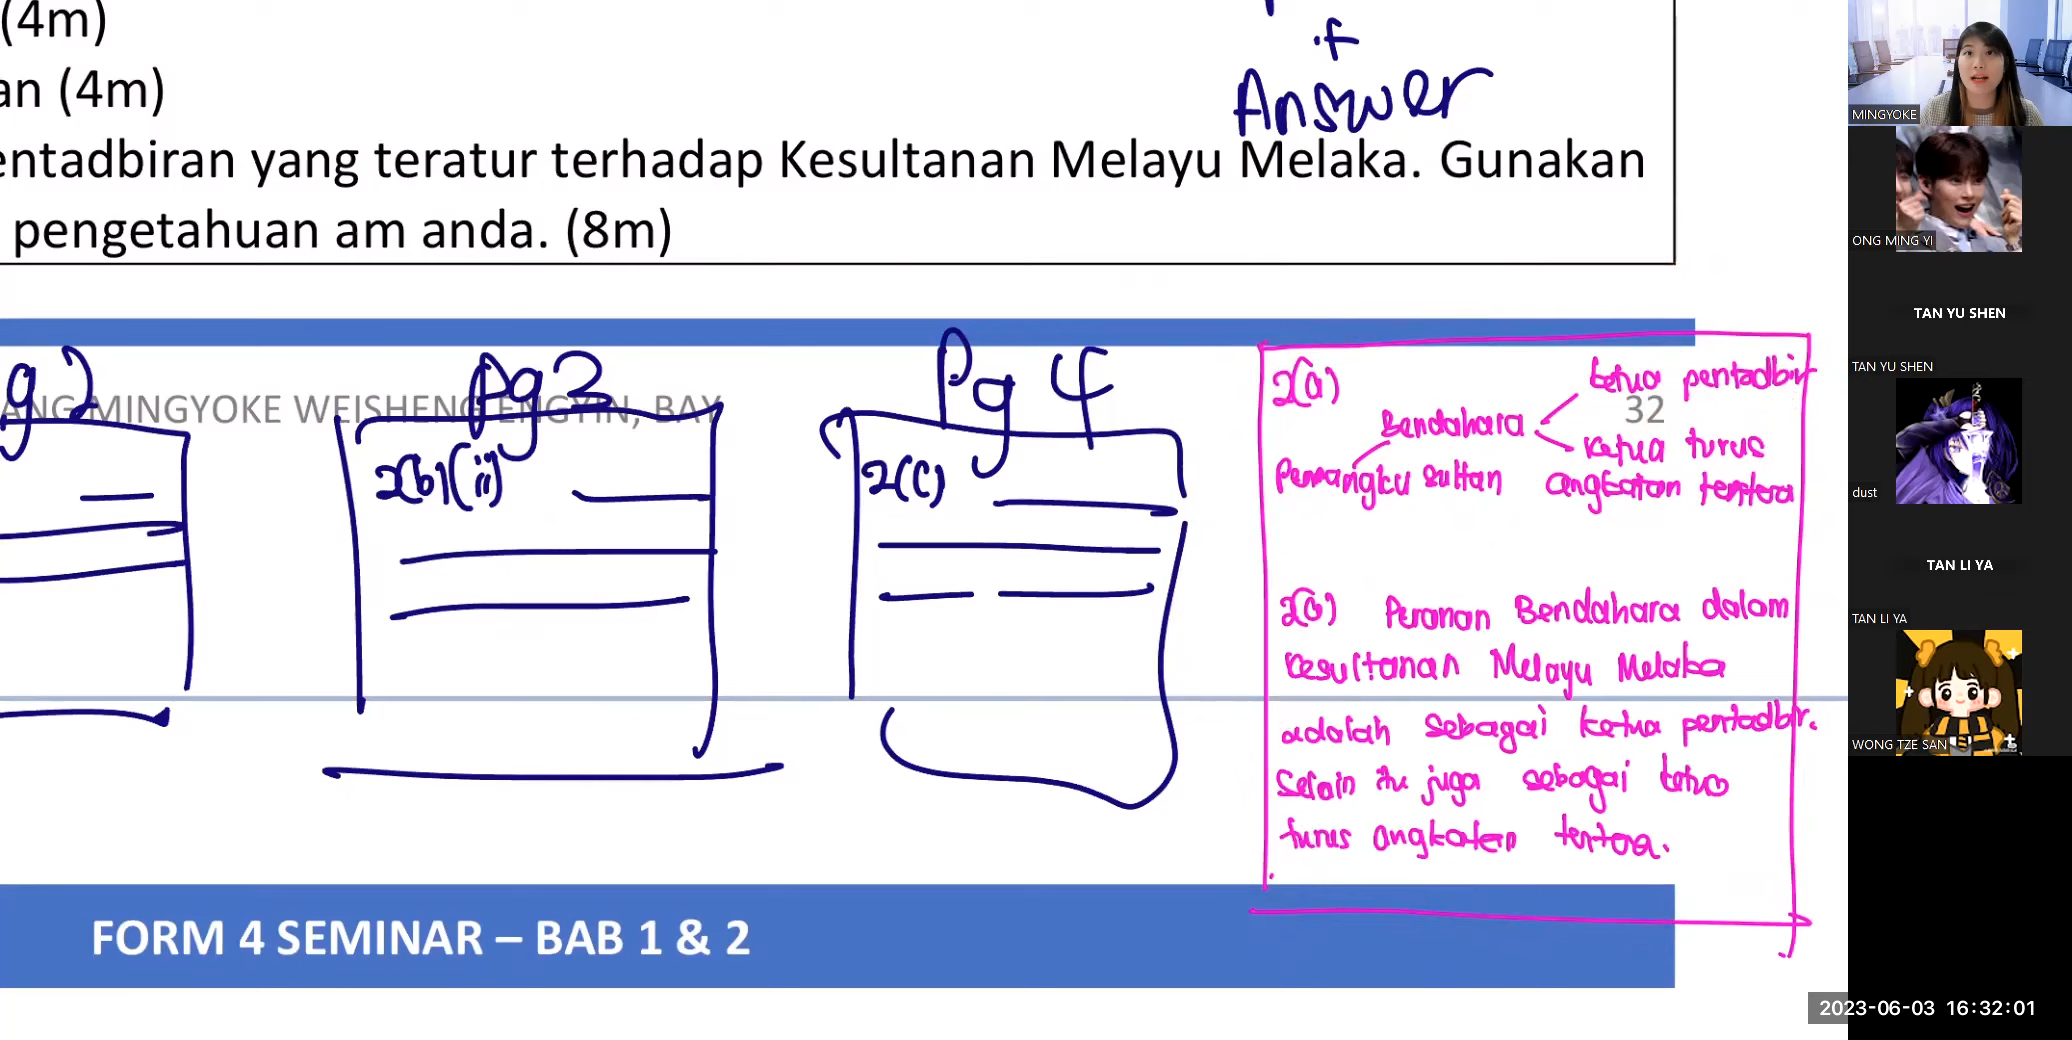 (4m)
an (4m)
entadbiran yang teratur terhadap Kesultanan Melayu Melaka. Gunakan
pengetahuan am anda. (8m)
Answer
g 2
Pg 3
Pg 4
ANG MINGYOKE WEISHENG ENGYIN, BAY
32
2(b)(ii)
2(c)
2(a)
ketua pentadbir
Bendahara
ketua turus
Pemangku sultan
angkatan tentera
Peranan Bendahara dalam
Kesultanan Melayu Melaka
adalah sebagai ketua pentadbir.
Selain itu juga sebagai ketua
turus angkatan tentera.
FORM 4 SEMINAR – BAB 1 & 2
MINGYOKE
ONG MING YI
TAN YU SHEN
TAN YU SHEN
dust
TAN LI YA
TAN LI YA
WONG TZE SAN
2023-06-03 16:32:01